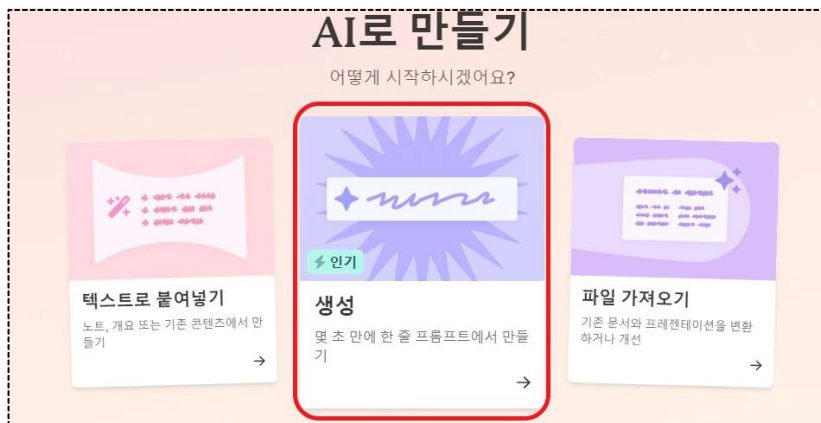 AI로 만들기
어떻게 시작하시겠어요?
텍스트로 붙여넣기
노트, 개요 또는 기존 콘텐츠에서 만
들기
→
⚡인기
생성
몇 초 만에 한 줄 프롬프트에서 만들
기
→
파일 가져오기
기존 문서와 프레젠테이션을 변환
하거나 개선
→